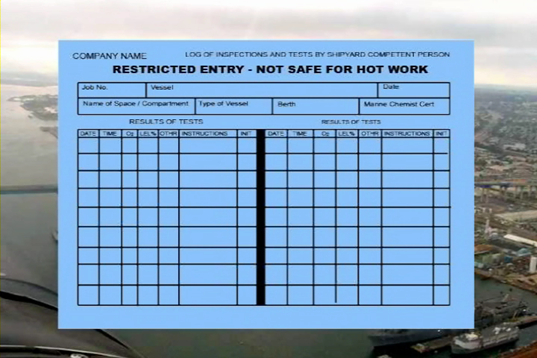 COMPANY NAME LOG OF INSPECTIONS AND TESTS BY SHIPYARD COMPETENT PERSON
RESTRICTED ENTRY - NOT SAFE FOR HOT WORK
Job No. Vessel Date
Name of Space / Compartment Type of Vessel Berth Marine Chemist Cert
RESULTS OF TESTS RESULTS OF TESTS
DATE TIME O2 LEL% OTHR INSTRUCTIONS INIT DATE TIME O2 LEL% OTHR INSTRUCTIONS INIT